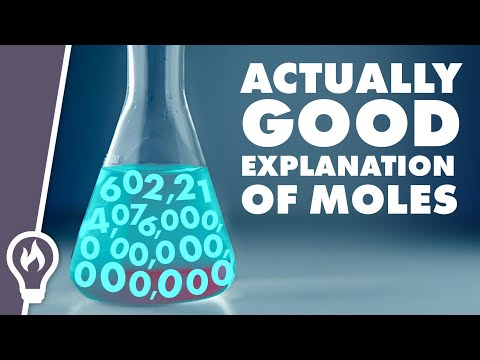 ACTUALLY
GOOD
EXPLANATION
OF MOLES
602,21
4,076,000,
000,000,
000,000